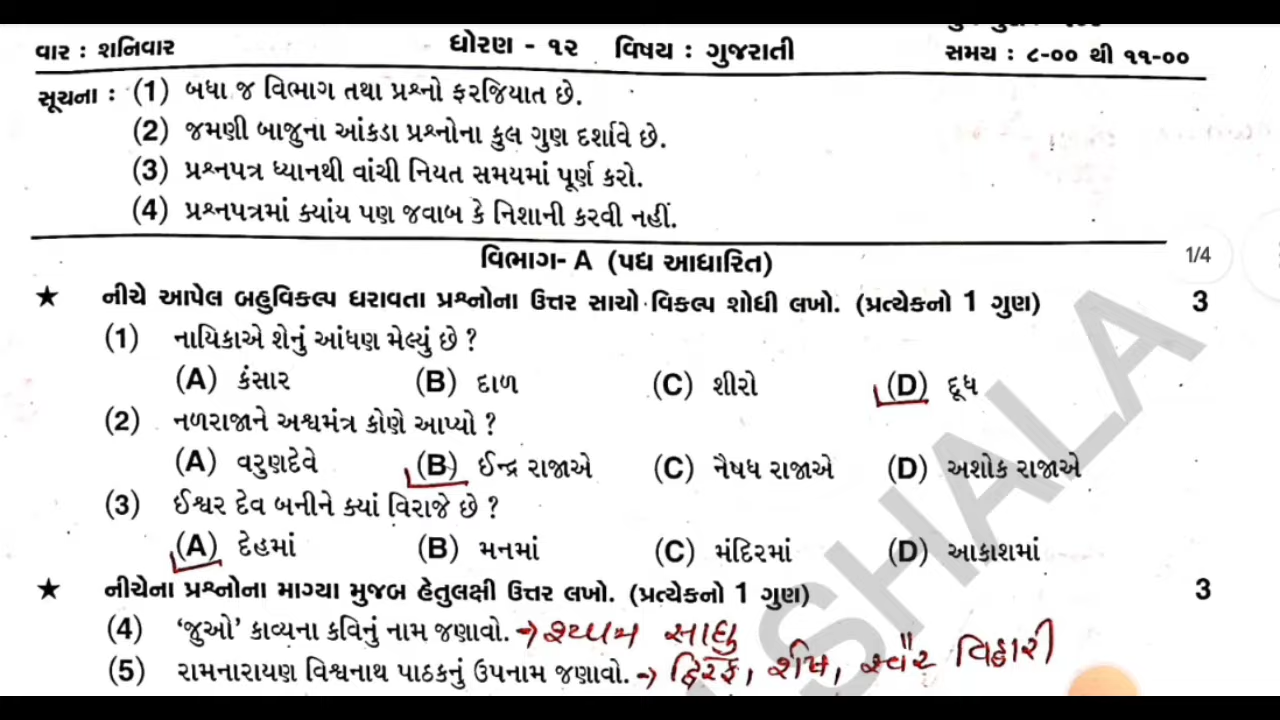 વાર : શનિવાર ધોરણ - ૧૨ વિષય : ગુજરાતી સમય : ૮-૦૦ થી ૧૧-૦૦
સૂચના : (1) બધા જ વિભાગ તથા પ્રશ્નો ફરજિયાત છે.
(2) જમણી બાજુના આંકડા પ્રશ્નોના કુલ ગુણ દર્શાવે છે.
(3) પ્રશ્નપત્ર ધ્યાનથી વાંચી નિયત સમયમાં પૂર્ણ કરો.
(4) પ્રશ્નપત્રમાં ક્યાંય પણ જવાબ કે નિશાની કરવી નહીં.
વિભાગ- A (પદ્ય આધારિત) 1/4
★ નીચે આપેલ બહુવિકલ્પ ધરાવતા પ્રશ્નોના ઉત્તર સાચો વિકલ્પ શોધી લખો. (પ્રત્યેકનો 1 ગુણ) 3
(1) નાયિકાએ શેનું આંધણ મેલ્યું છે ?
(A) કંસાર (B) દાળ (C) શીરો (D) દૂધ
(2) નળરાજાને અશ્વમંત્ર કોણે આપ્યો ?
(A) વરુણદેવે (B) ઈન્દ્ર રાજાએ (C) નૈષધ રાજાએ (D) અશોક રાજાએ
(3) ઈશ્વર દેવ બનીને ક્યાં વિરાજે છે ?
(A) દેહમાં (B) મનમાં (C) મંદિરમાં (D) આકાશમાં
★ નીચેના પ્રશ્નોના માગ્યા મુજબ હેતુલક્ષી ઉત્તર લખો. (પ્રત્યેકનો 1 ગુણ) 3
(4) ‘જુઓ’ કાવ્યના કવિનું નામ જણાવો. → સાધુ
(5) રામનારાયણ વિશ્વનાથ પાઠકનું ઉપનામ જણાવો. → દ્વિરેફ, શેષ, સ્વૈર વિહારી
SHALA